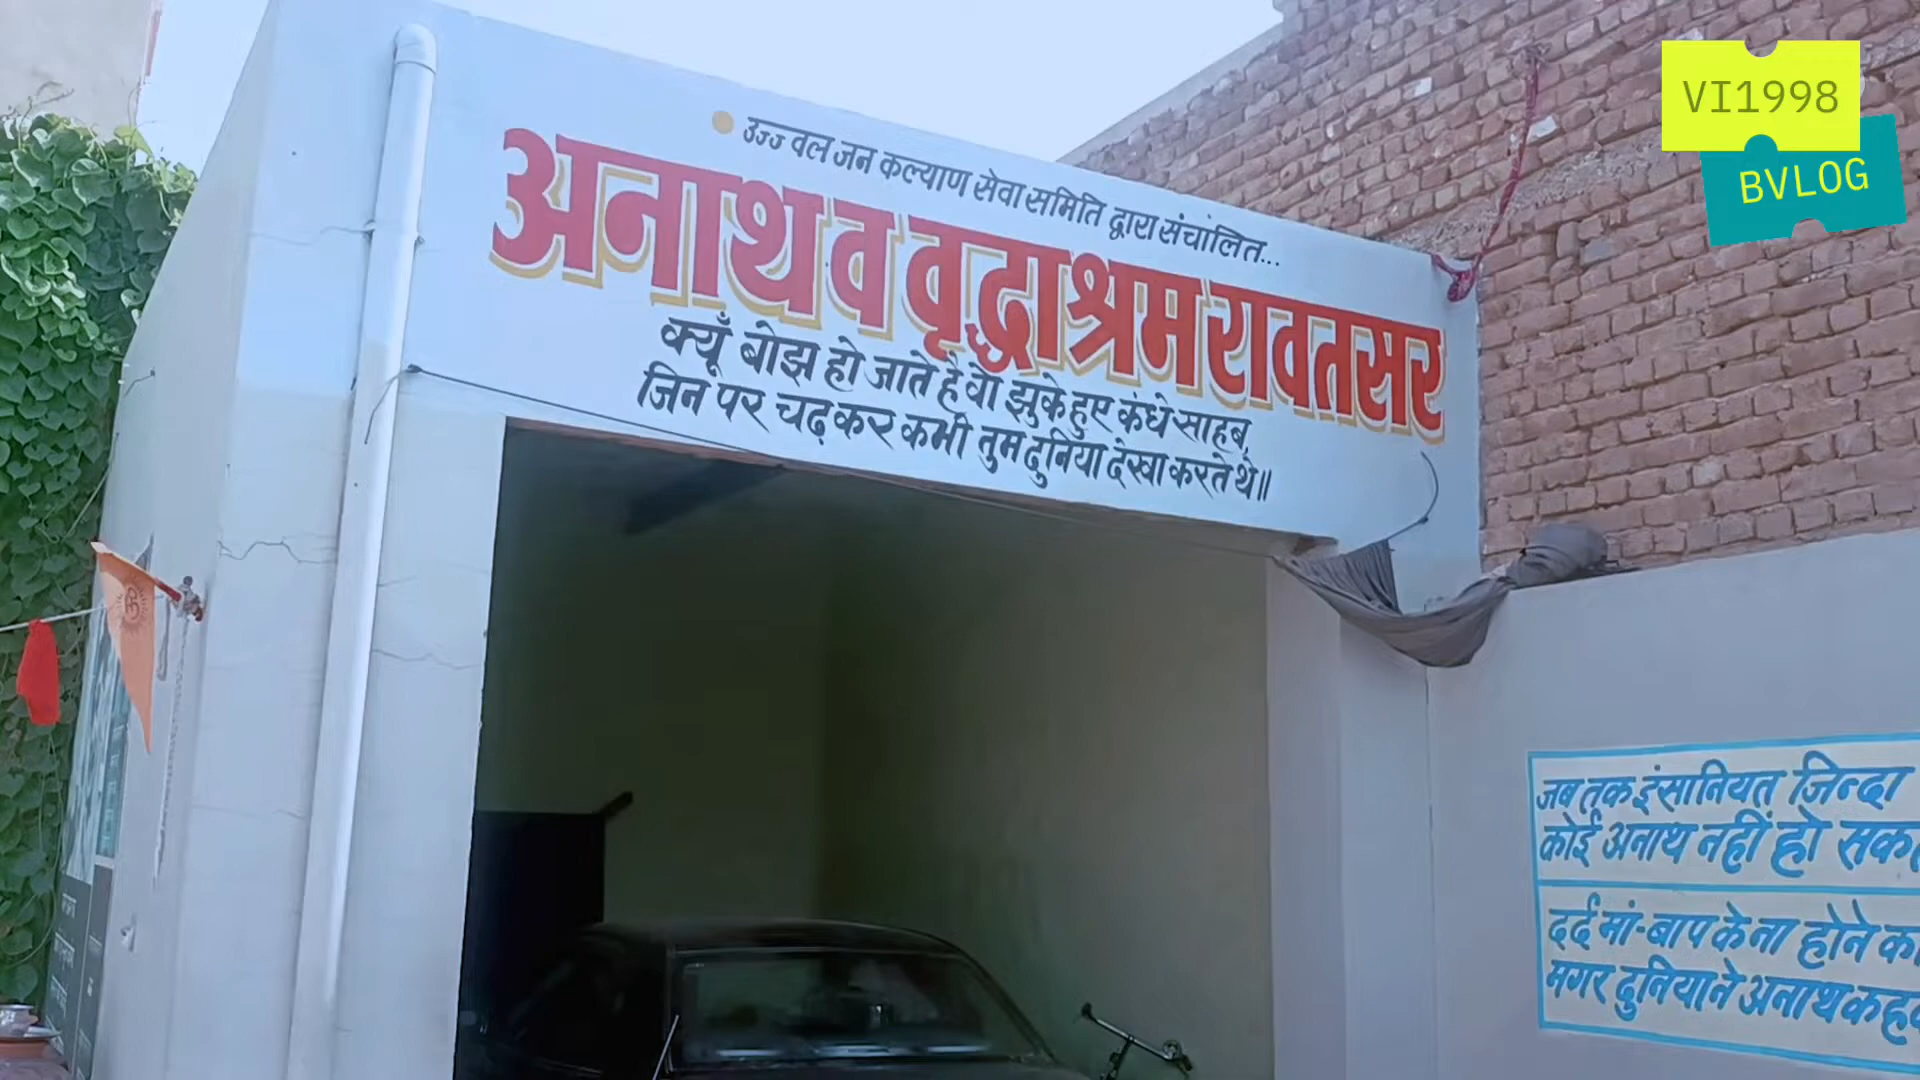 VI1998
BVLOG
उज्ज्वल जन कल्याण सेवा समिति द्वारा संचालित...
अनाथ व वृद्धाश्रम रावतसर
क्यूँ बोझ हो जाते है वो झुके हुए कंधे साहब,
जिन पर चढ़ कर कभी तुम दुनिया देखा करते थे॥
जब तक इंसानियत जिन्दा
कोई अनाथ नहीं हो
दर्द मां-बाप के ना होने का
मगर दुनिया ने अनाथ